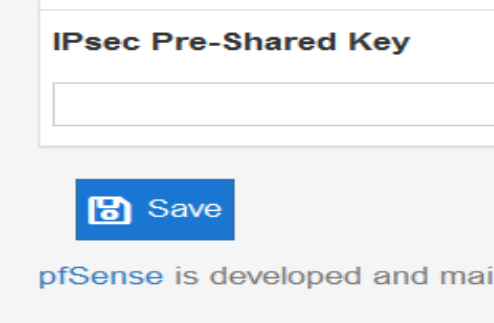 IPsec Pre-Shared Key
Save
pfSense is developed and mai